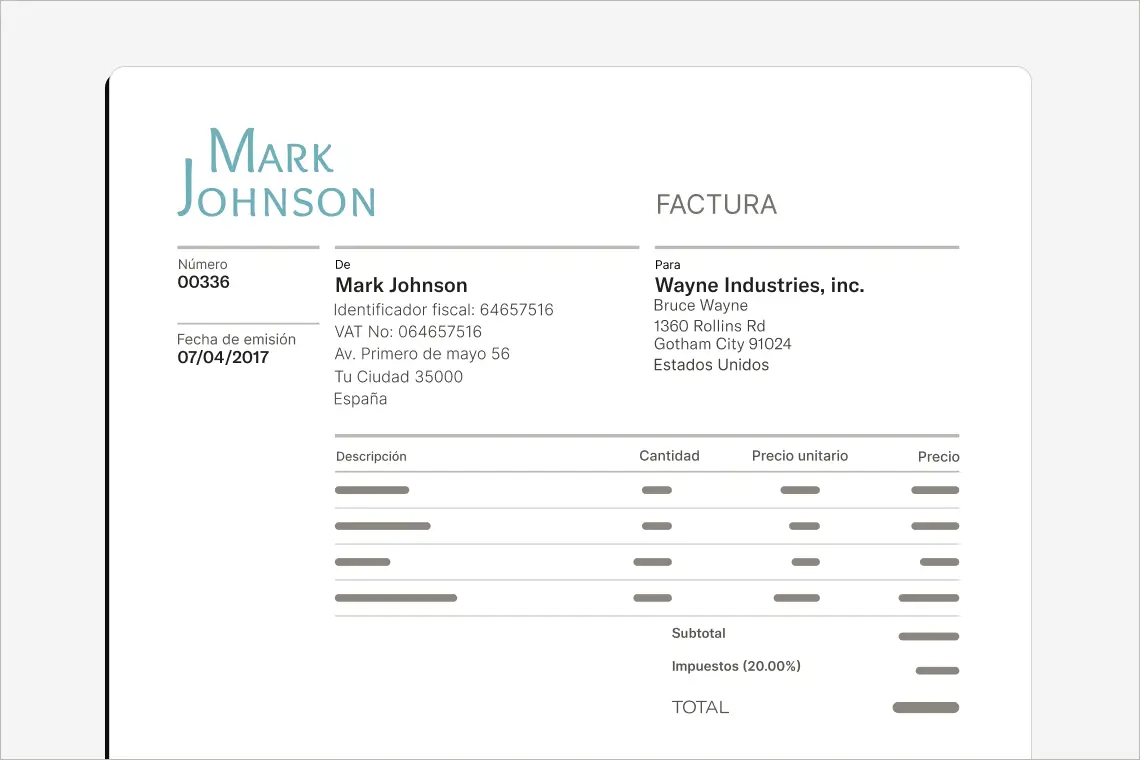 MARK
JOHNSON
FACTURA
Número
00336
Fecha de emisión
07/04/2017
De
Mark Johnson
Identificador fiscal: 64657516
VAT No: 064657516
Av. Primero de mayo 56
Tu Ciudad 35000
España
Para
Wayne Industries, inc.
Bruce Wayne
1360 Rollins Rd
Gotham City 91024
Estados Unidos
Descripción Cantidad Precio unitario Precio
Subtotal
Impuestos (20.00%)
TOTAL